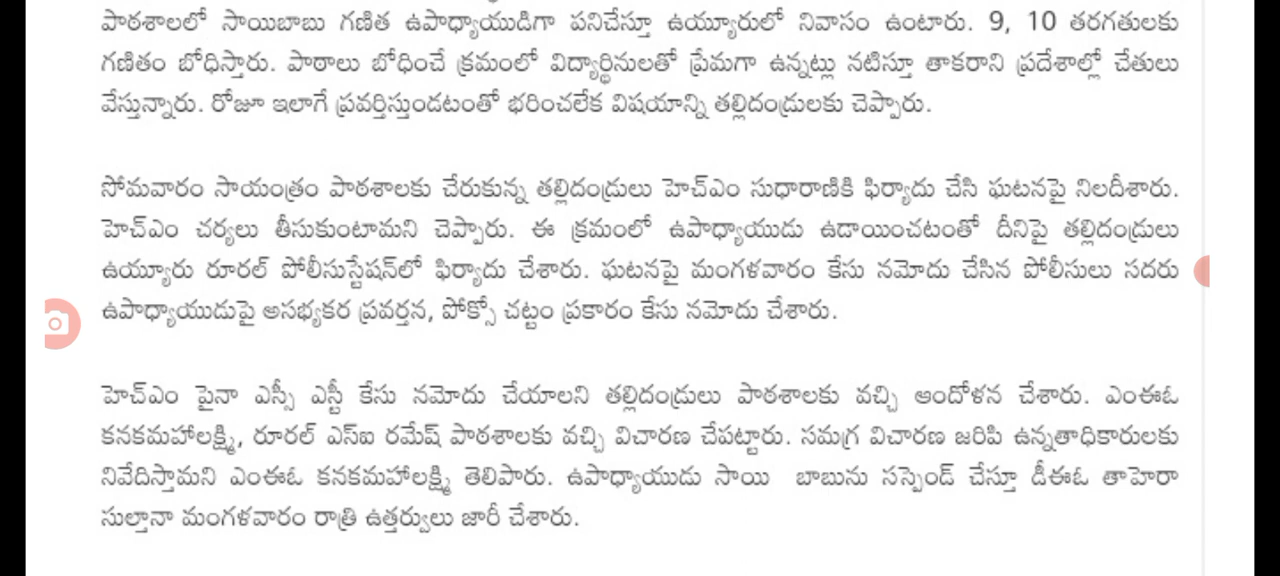 పాఠశాలలో సాయిబాబు గణిత ఉపాధ్యాయుడిగా పనిచేస్తూ ఉయ్యూరులో నివాసం ఉంటారు. 9, 10 తరగతులకు
గణితం బోధిస్తారు. పాఠాలు బోధించే క్రమంలో విద్యార్థినులతో ప్రేమగా ఉన్నట్లు నటిస్తూ తాకరాని ప్రదేశాల్లో చేతులు
వేస్తున్నారు. రోజూ ఇలాగే ప్రవర్తిస్తుండటంతో భరించలేక విషయాన్ని తల్లిదండ్రులకు చెప్పారు.
సోమవారం సాయంత్రం పాఠశాలకు చేరుకున్న తల్లిదండ్రులు హెచ్ఎం సుధారాణికి ఫిర్యాదు చేసి ఘటనపై నిలదీశారు.
హెచ్ఎం చర్యలు తీసుకుంటామని చెప్పారు. ఈ క్రమంలో ఉపాధ్యాయుడు ఉడాయించటంతో దీనిపై తల్లిదండ్రులు
ఉయ్యూరు రూరల్ పోలీసుస్టేషన్‌లో ఫిర్యాదు చేశారు. ఘటనపై మంగళవారం కేసు నమోదు చేసిన పోలీసులు సదరు
ఉపాధ్యాయుడుపై అసభ్యకర ప్రవర్తన, పోక్సో చట్టం ప్రకారం కేసు నమోదు చేశారు.
హెచ్ఎం పైనా ఎస్సీ ఎస్టీ కేసు నమోదు చేయాలని తల్లిదండ్రులు పాఠశాలకు వచ్చి ఆందోళన చేశారు. ఎంఈఓ
కనకమహాలక్ష్మి, రూరల్ ఎస్ఐ రమేష్ పాఠశాలకు వచ్చి విచారణ చేపట్టారు. సమగ్ర విచారణ జరిపి ఉన్నతాధికారులకు
నివేదిస్తామని ఎంఈఓ కనకమహాలక్ష్మి తెలిపారు. ఉపాధ్యాయుడు సాయి బాబును సస్పెండ్ చేస్తూ డీఈఓ తాహెరా
సుల్తానా మంగళవారం రాత్రి ఉత్తర్వులు జారీ చేశారు.